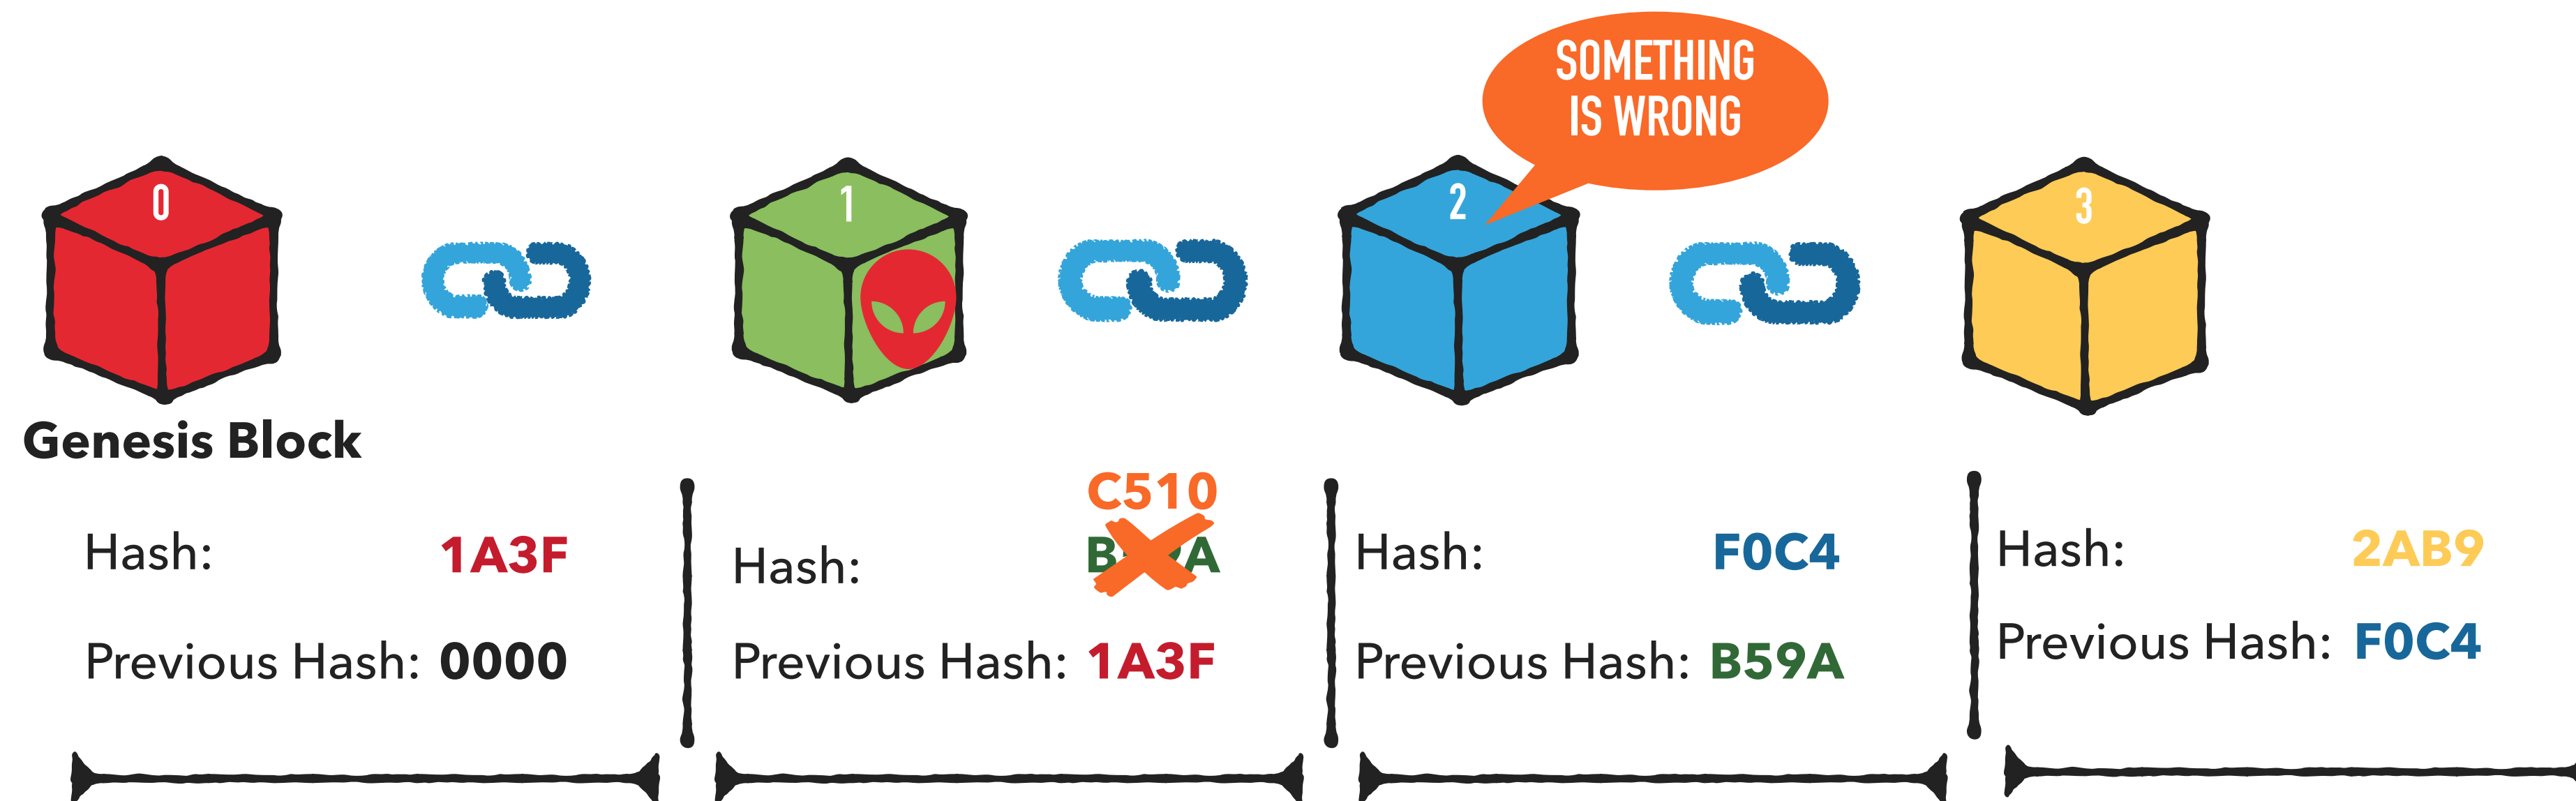 SOMETHING
IS WRONG
0
1
2
3
Genesis Block
Hash: 1A3F
Previous Hash: 0000
C510
Hash:
Previous Hash: 1A3F
Hash: F0C4
Previous Hash: B59A
Hash: 2AB9
Previous Hash: F0C4